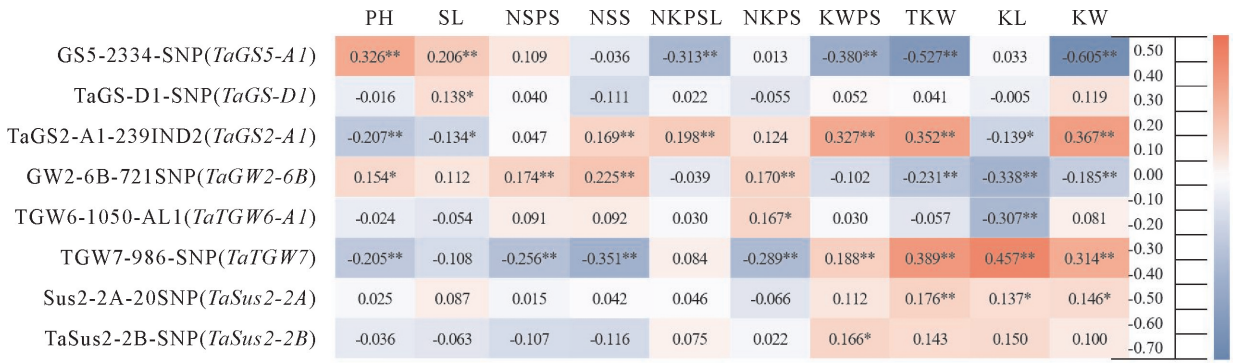 PH SL NSPS NSS NKPSL NKPS KWPS TKW KL KW
GS5-2334-SNP(TaGS5-A1) 0.326** 0.206** 0.109 -0.036 -0.313** 0.013 -0.380** -0.527** 0.033 -0.605**
TaGS-D1-SNP(TaGS-D1) -0.016 0.138* 0.040 -0.111 0.022 -0.055 0.052 0.041 -0.005 0.119
TaGS2-A1-239IND2(TaGS2-A1) -0.207** -0.134* 0.047 0.169** 0.198** 0.124 0.327** 0.352** -0.139* 0.367**
GW2-6B-721SNP(TaGW2-6B) 0.154* 0.112 0.174** 0.225** -0.039 0.170** -0.102 -0.231** -0.338** -0.185**
TGW6-1050-AL1(TaTGW6-A1) -0.024 -0.054 0.091 0.092 0.030 0.167* 0.030 -0.057 -0.307** 0.081
TGW7-986-SNP(TaTGW7) -0.205** -0.108 -0.256** -0.351** 0.084 -0.289** 0.188** 0.389** 0.457** 0.314**
Sus2-2A-20SNP(TaSus2-2A) 0.025 0.087 0.015 0.042 0.046 -0.066 0.112 0.176** 0.137* 0.146*
TaSus2-2B-SNP(TaSus2-2B) -0.036 -0.063 -0.107 -0.116 0.075 0.022 0.166* 0.143 0.150 0.100
0.50
0.40
0.30
0.20
0.10
0.00
-0.10
-0.20
-0.30
-0.40
-0.50
-0.60
-0.70